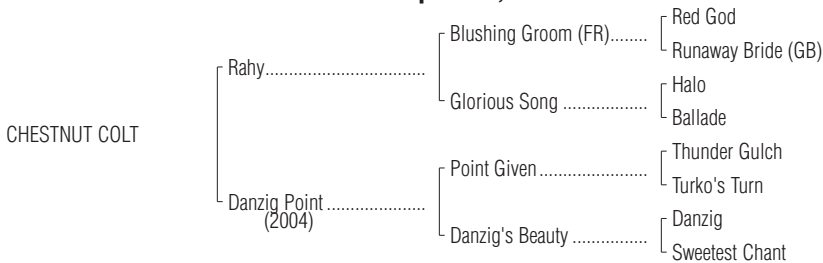 Red God
Blushing Groom (FR)........
Runaway Bride (GB)
Rahy................................
Halo
Glorious Song ..................
Ballade
CHESTNUT COLT
Thunder Gulch
Point Given.......................
Turko's Turn
Danzig Point .....................
(2004)
Danzig
Danzig's Beauty ................
Sweetest Chant